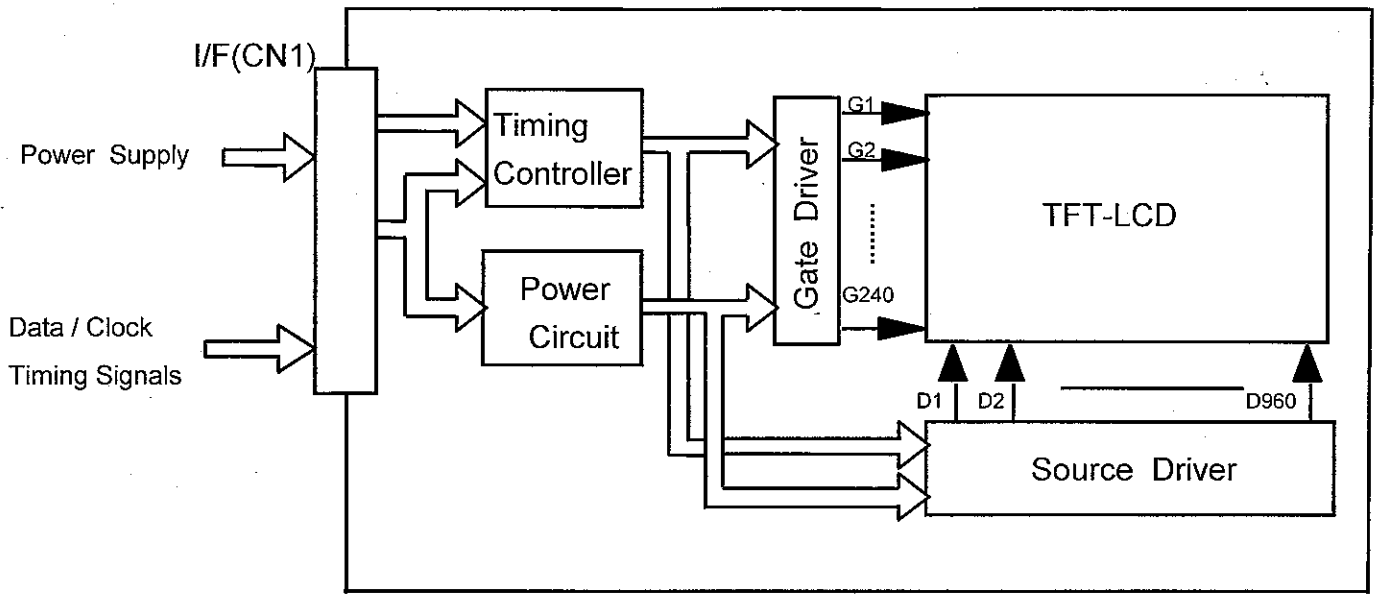 I/F(CN1)
Power Supply
Data / Clock
Timing Signals
Timing
Controller
Power
Circuit
Gate Driver
G1
G2
G240
TFT-LCD
D1
D2
D960
Source Driver